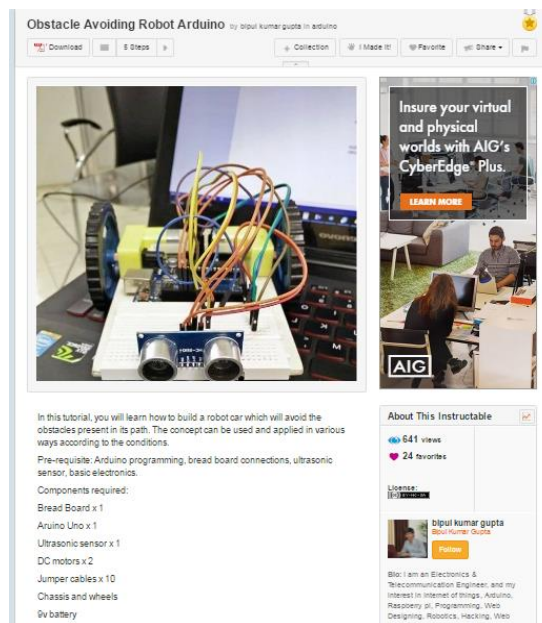 Obstacle Avoiding Robot Arduino by bipul kumar gupta in arduino
Download
5 Steps
Collection
I Made it!
Favorite
Share
Insure your virtual
and physical
worlds with AIG's
CyberEdge® Plus.
LEARN MORE
AIG
In this tutorial, you will learn how to build a robot car which will avoid the
obstacles present in its path. The concept can be used and applied in various
ways according to the conditions.
Pre-requisite: Arduino programming, bread board connections, ultrasonic
sensor, basic electronics.
Components required:
Bread Board x 1
Aruino Uno x 1
Ultrasonic sensor x 1
DC motors x 2
Jumper cables x 10
Chassis and wheels
9v battery
About This Instructable
641 views
24 favorites
License:
bipul kumar gupta
Bipul Kumar Gupta
Follow
Bio: I am an Electronics &
Telecommunication Engineer, and my
interest in Internet of things, Arduino,
Raspberry pi, Programming, Web
Designing, Robotics, Hacking, Web